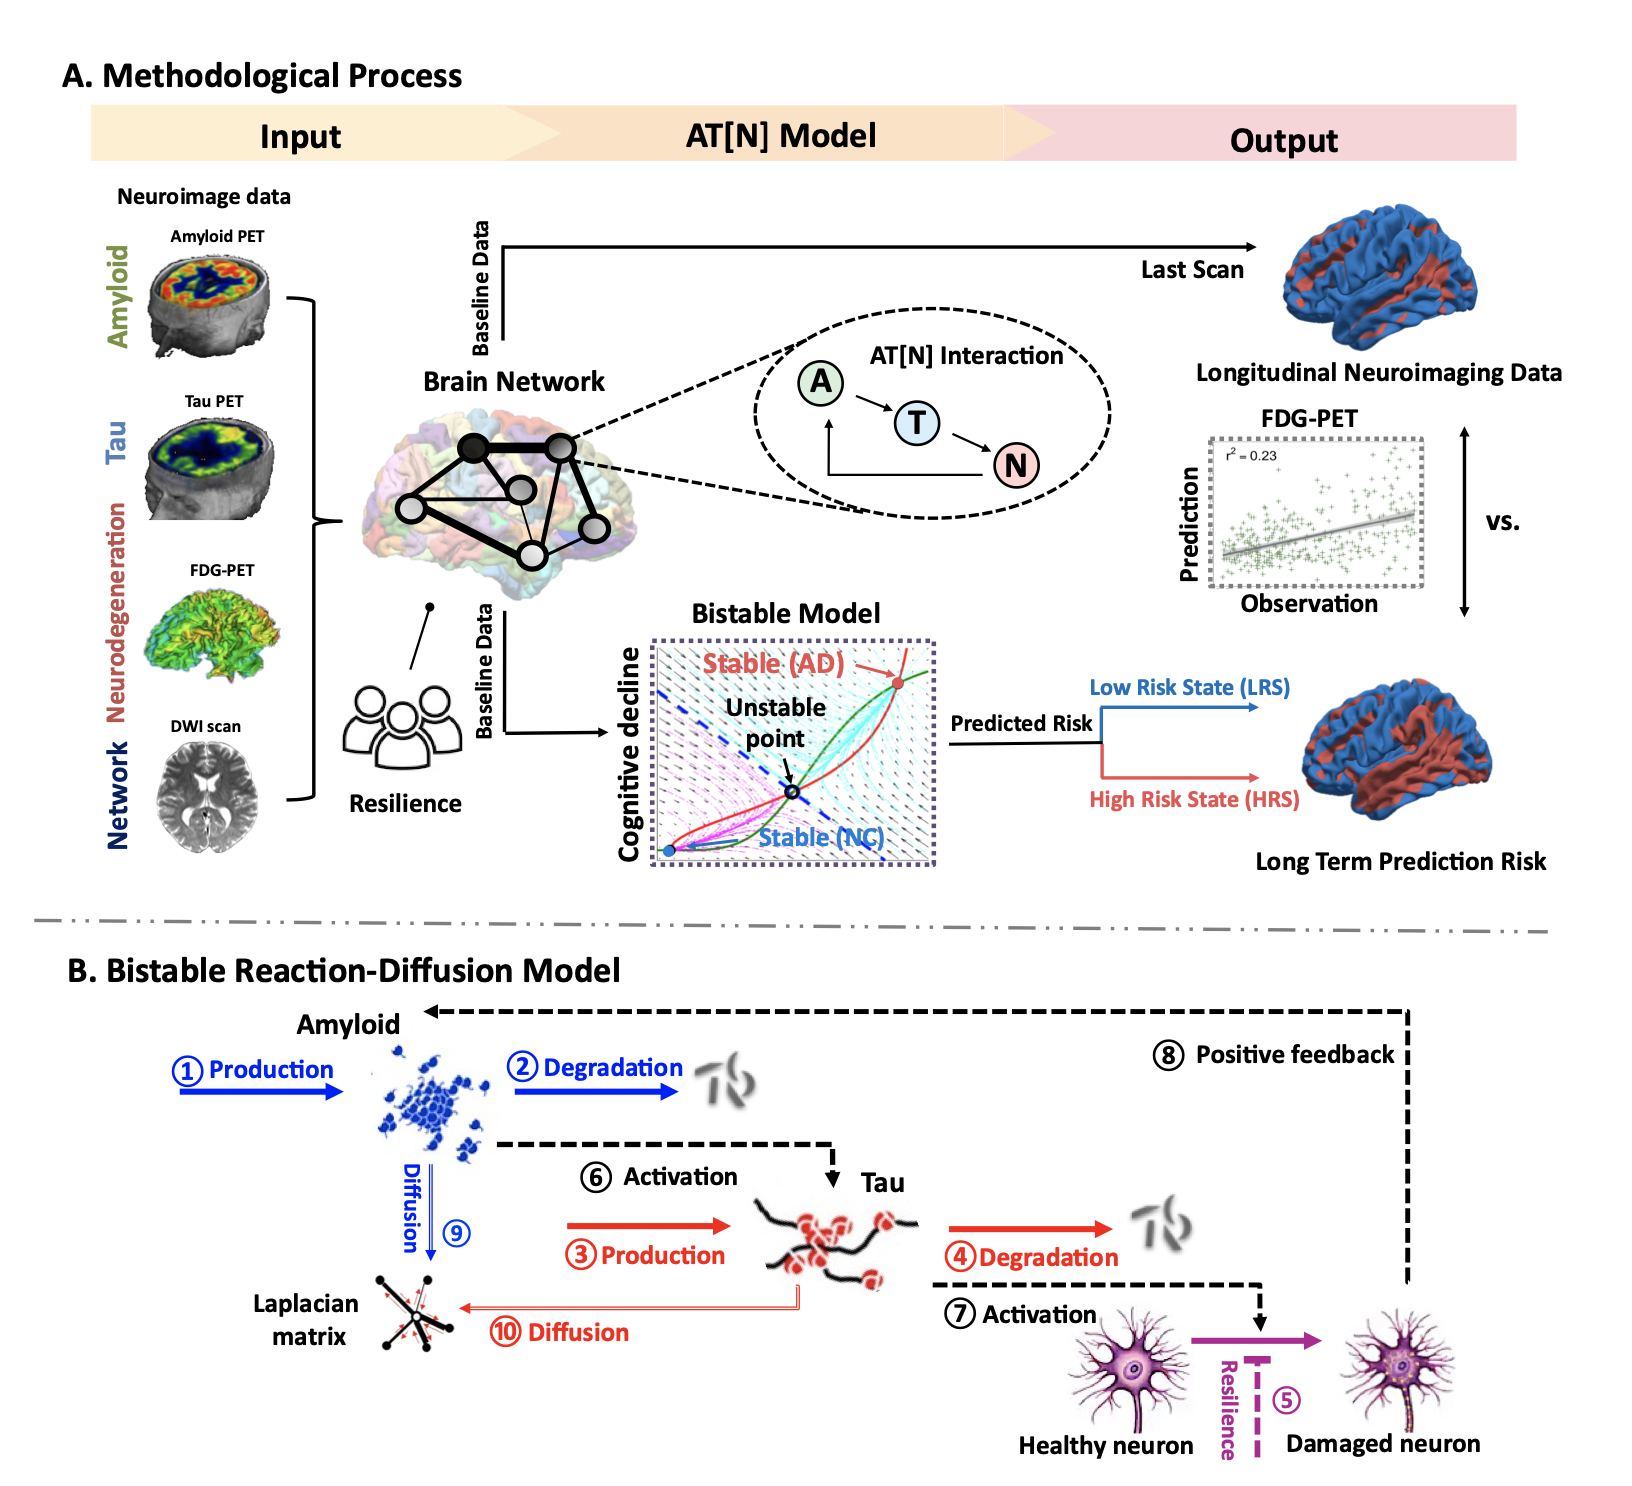 A. Methodological Process
Input
AT[N] Model
Output
Neuroimage data
Amyloid
Amyloid PET
Tau
Tau PET
Neurodegeneration
FDG-PET
Network
DWI scan
Baseline Data
Last Scan
Brain Network
AT[N] Interaction
A
T
N
Longitudinal Neuroimaging Data
FDG-PET
r² = 0.23
Prediction
Observation
vs.
Resilience
Baseline Data
Bistable Model
Cognitive decline
Stable (AD)
Unstable
point
Stable (NC)
Predicted Risk
Low Risk State (LRS)
High Risk State (HRS)
Long Term Prediction Risk
B. Bistable Reaction-Diffusion Model
Amyloid
① Production
② Degradation
⑧ Positive feedback
⑥ Activation
Tau
Diffusion
⑨
③ Production
④ Degradation
Laplacian
matrix
⑩ Diffusion
⑦ Activation
Resilience
⑤
Healthy neuron
Damaged neuron